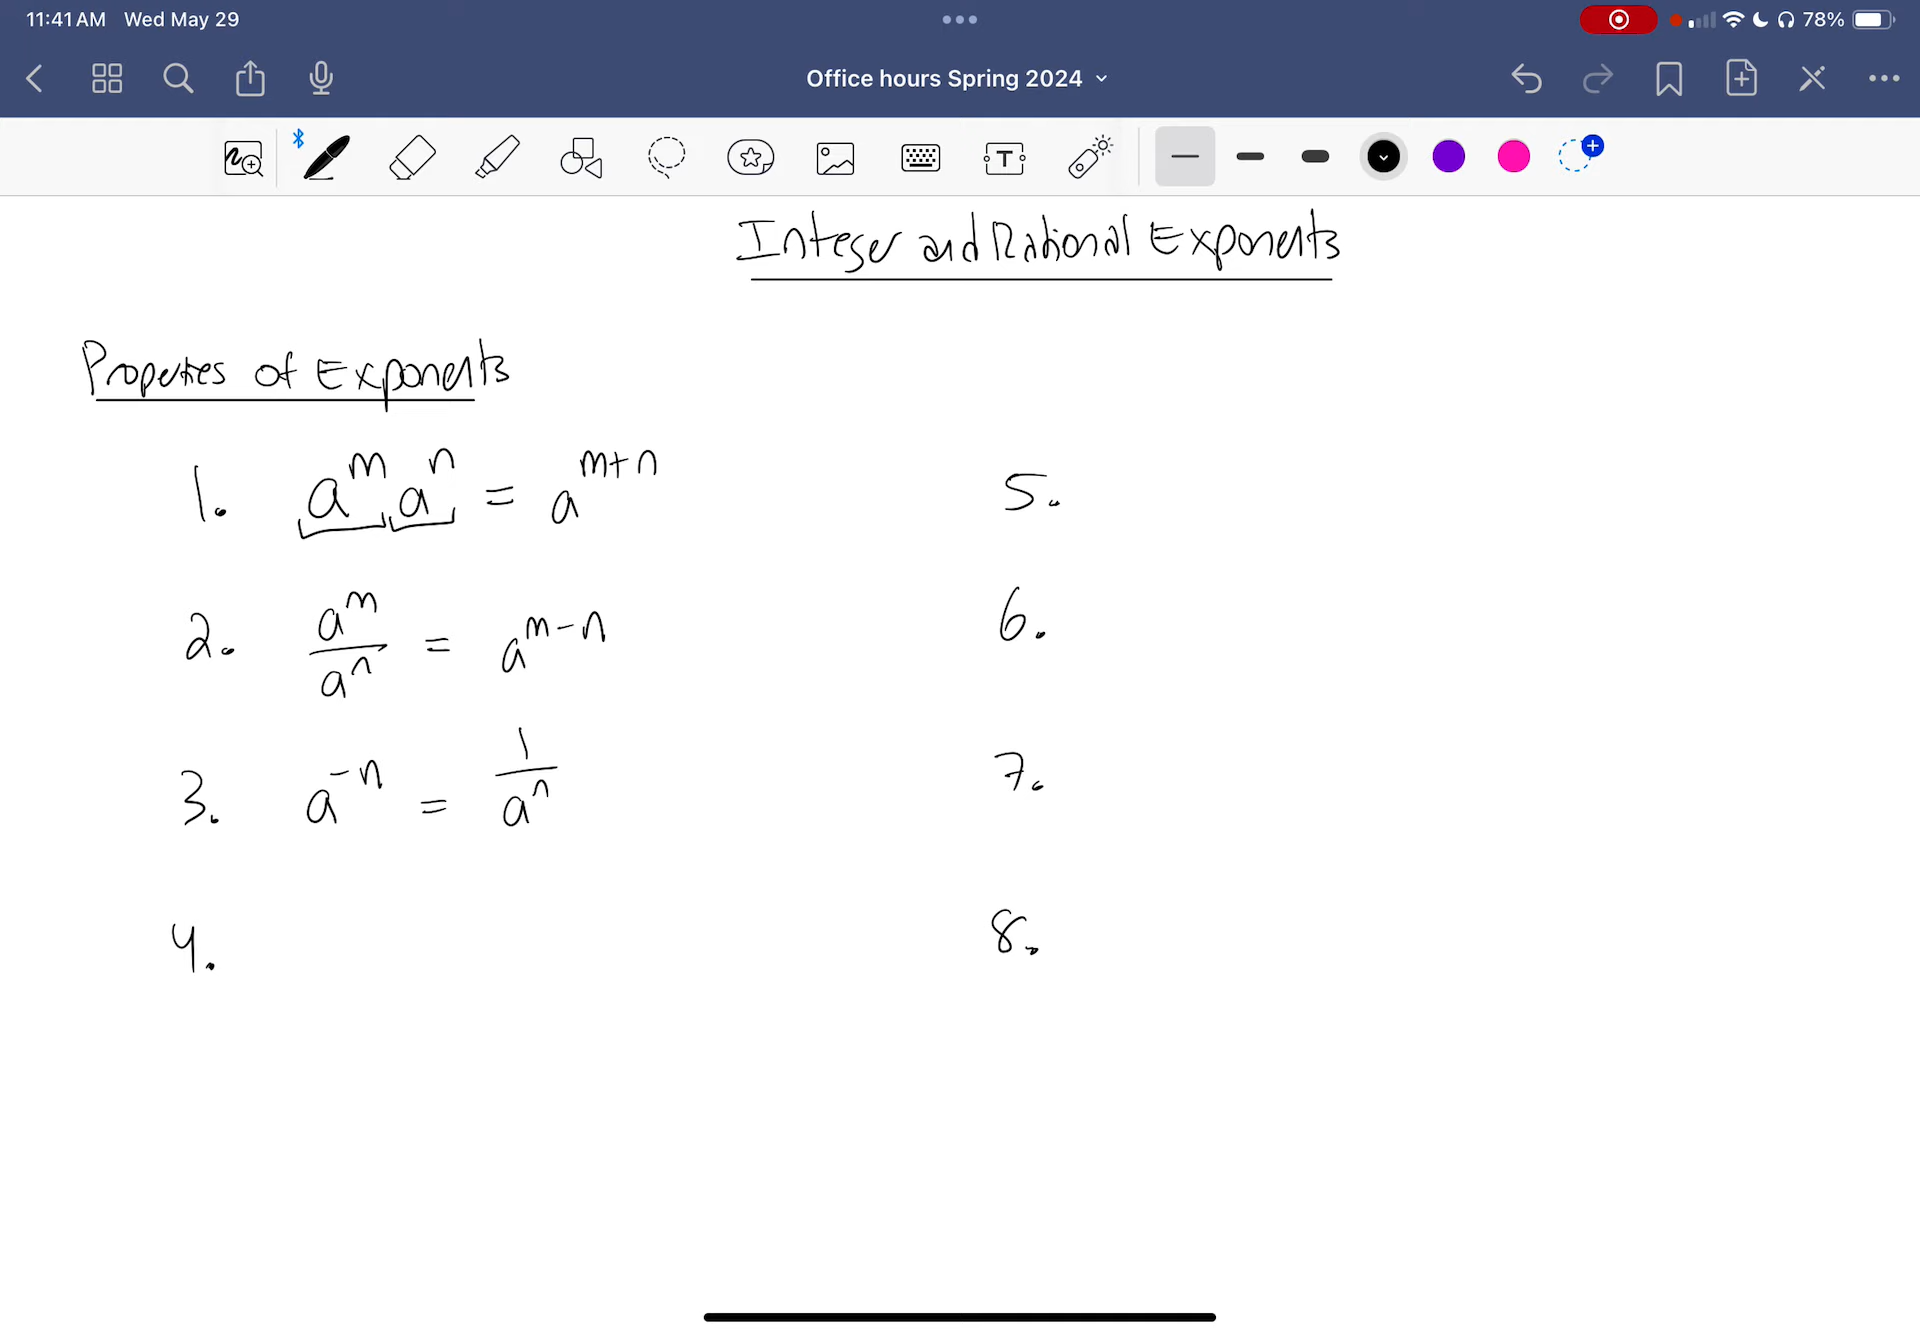 11:41 AM Wed May 29
78%
Office hours Spring 2024
T
Integer and Rational Exponents
Properties of Exponents
1. a^m a^n = a^{m+n}
2. a^m/a^n = a^{m-n}
3. a^{-n} = 1/a^n
4.
5.
6.
7.
8.